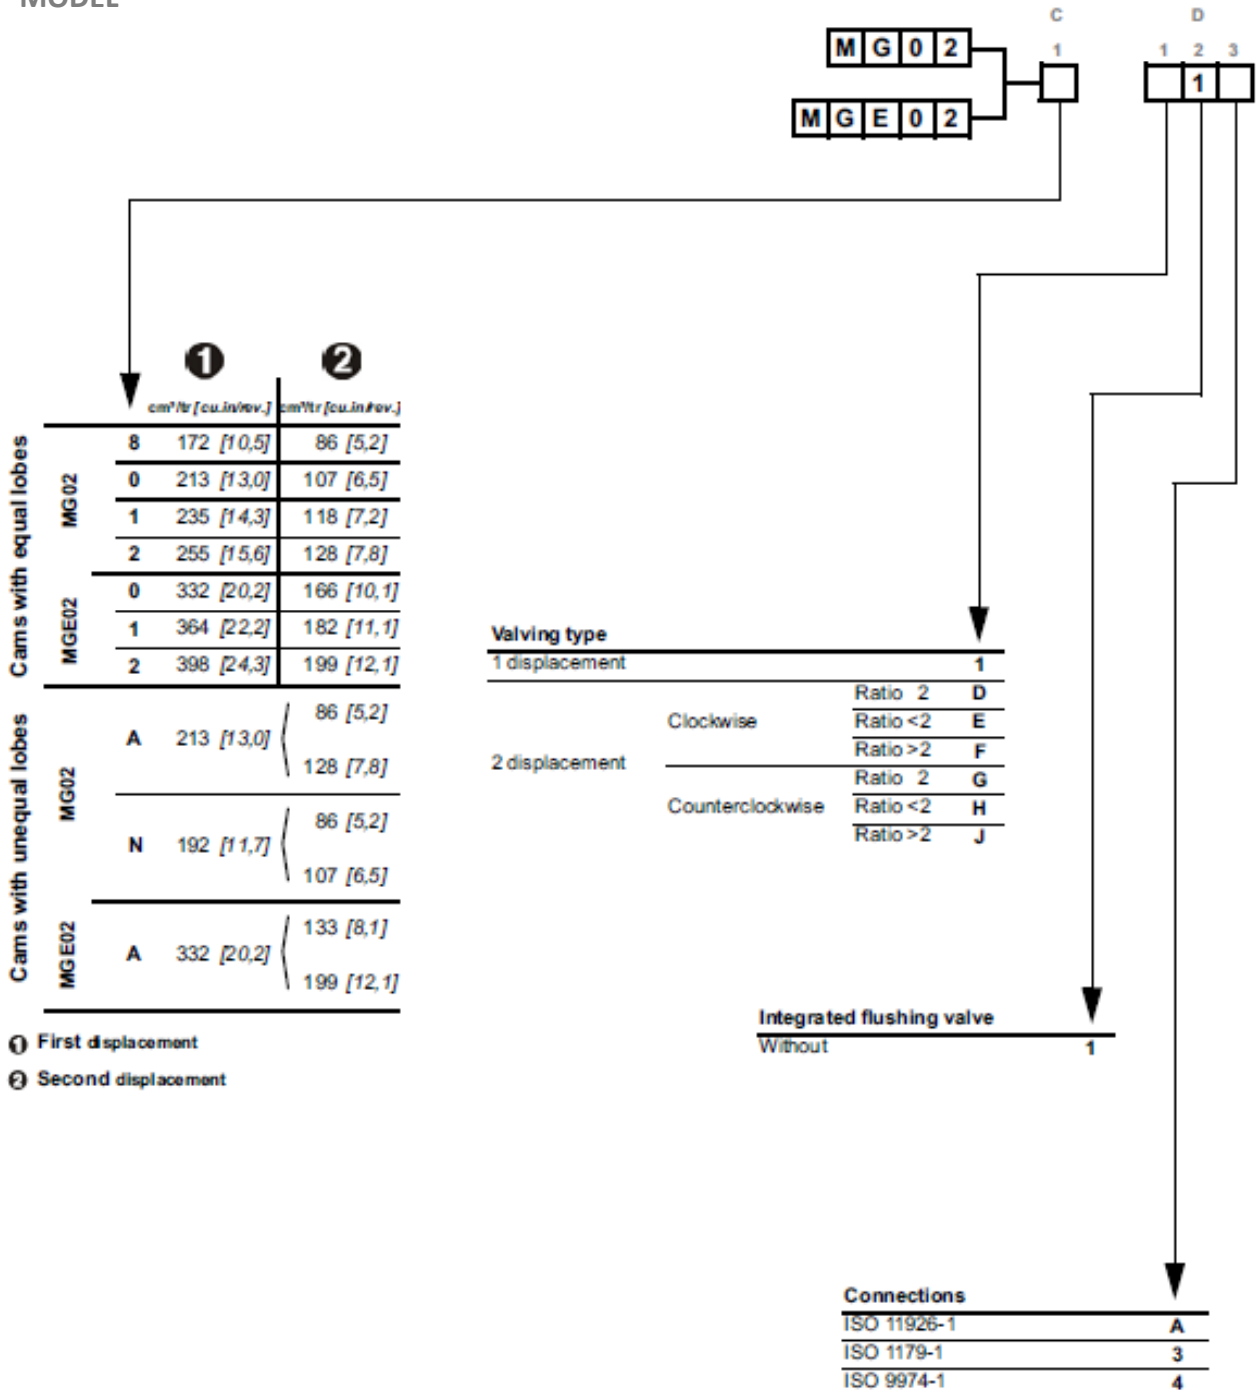 MODEL
C D
1 1 2 3
M G 0 2
1
M G E 0 2
1 2
cm³/tr [cu.in/rev.] cm³/tr [cu.in/rev.]
Cams with equal lobes
MG02
8 172 [10,5] 86 [5,2]
0 213 [13,0] 107 [6,5]
1 235 [14,3] 118 [7,2]
2 255 [15,6] 128 [7,8]
MGE02
0 332 [20,2] 166 [10,1]
1 364 [22,2] 182 [11,1]
2 398 [24,3] 199 [12,1]
Cams with unequal lobes
MG02
86 [5,2]
A 213 [13,0]
128 [7,8]
86 [5,2]
N 192 [11,7]
107 [6,5]
MGE02
133 [8,1]
A 332 [20,2]
199 [12,1]
1 First displacement
2 Second displacement
Valving type
1 displacement 1
2 displacement
Clockwise
Ratio 2 D
Ratio <2 E
Ratio >2 F
Counterclockwise
Ratio 2 G
Ratio <2 H
Ratio >2 J
Integrated flushing valve
Without 1
Connections
ISO 11926-1 A
ISO 1179-1 3
ISO 9974-1 4